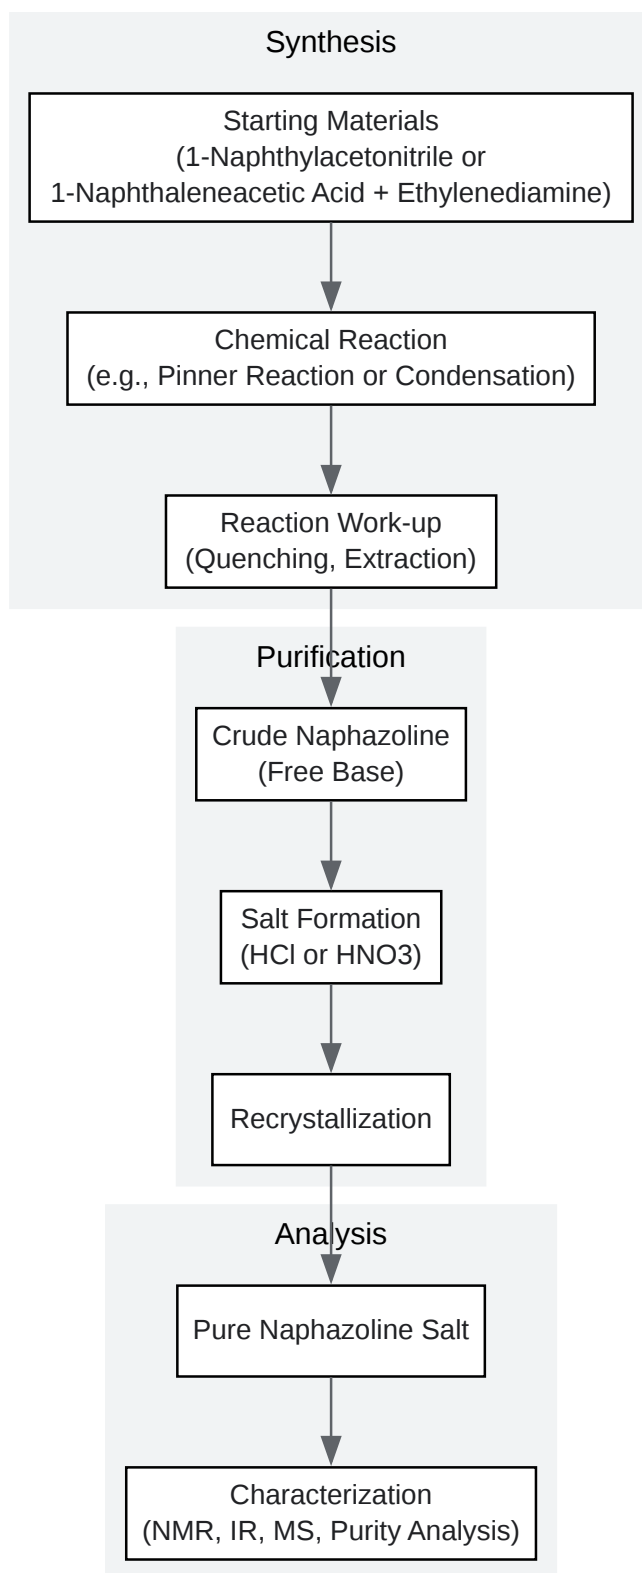 Synthesis
Starting Materials
(1-Naphthylacetonitrile or
1-Naphthaleneacetic Acid + Ethylenediamine)
Chemical Reaction
(e.g., Pinner Reaction or Condensation)
Reaction Work-up
(Quenching, Extraction)
Purification
Crude Naphazoline
(Free Base)
Salt Formation
(HCl or HNO3)
Recrystallization
Analysis
Pure Naphazoline Salt
Characterization
(NMR, IR, MS, Purity Analysis)